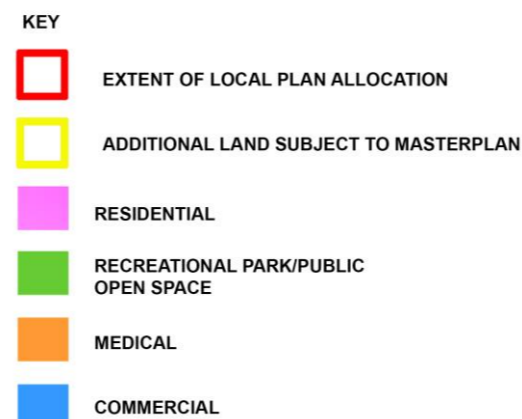 KEY
EXTENT OF LOCAL PLAN ALLOCATION
ADDITIONAL LAND SUBJECT TO MASTERPLAN
RESIDENTIAL
RECREATIONAL PARK/PUBLIC
OPEN SPACE
MEDICAL
COMMERCIAL